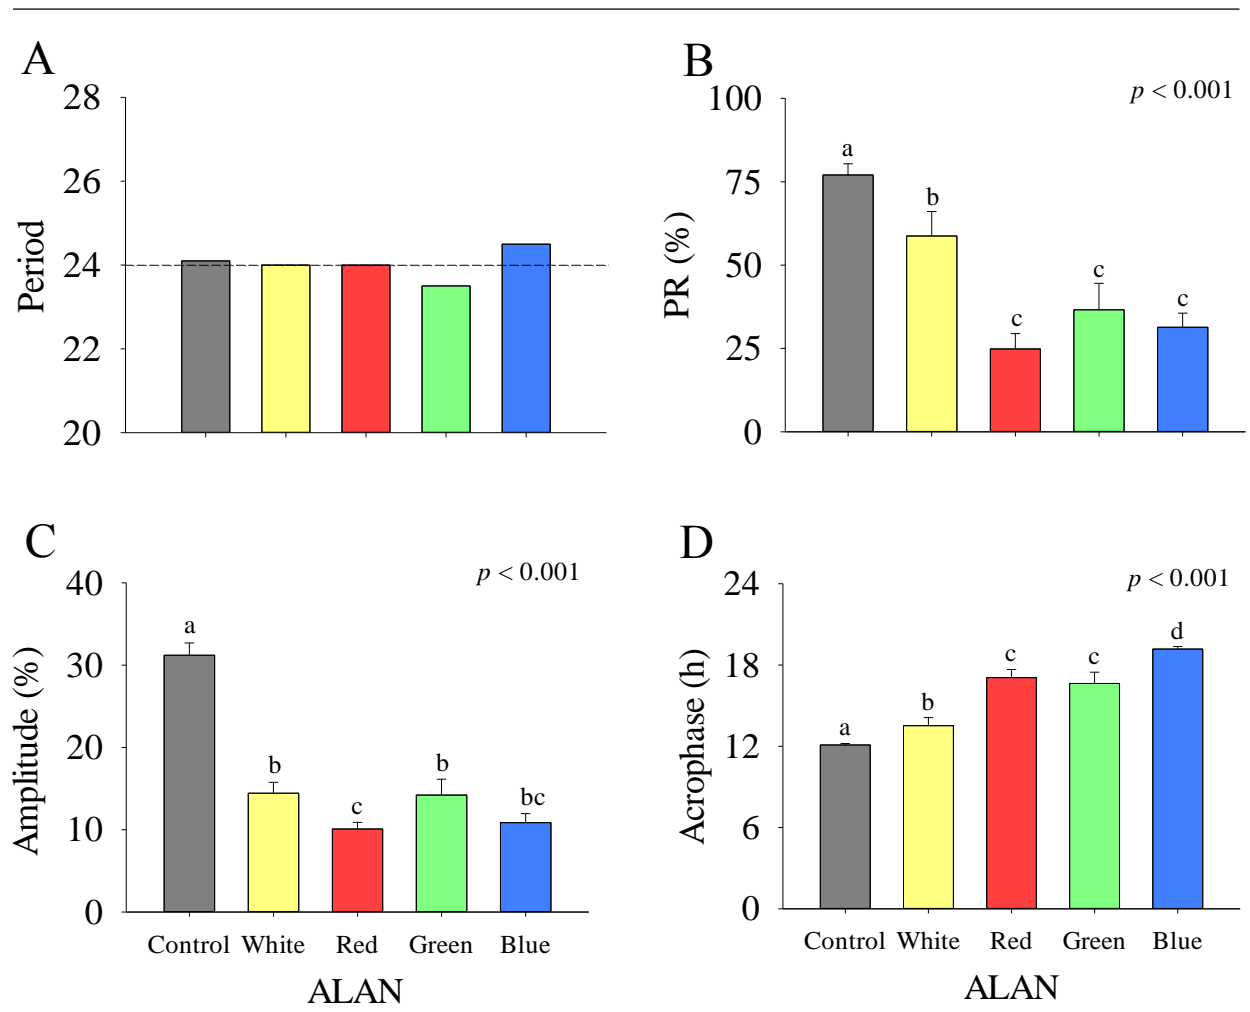 A
28
26
24
22
20
Period
B
p < 0.001
100
75
50
25
0
PR (%)
a
b
c
c
c
C
p < 0.001
40
30
20
10
0
Amplitude (%)
a
b
c
b
bc
Control White Red Green Blue
ALAN
D
p < 0.001
24
18
12
6
0
Acrophase (h)
a
b
c
c
d
Control White Red Green Blue
ALAN